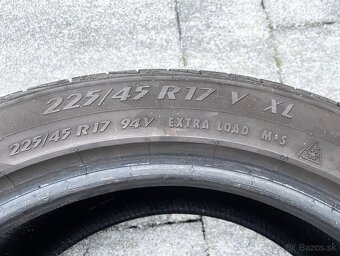 225/45 R17 V XL
225/45 R17 94V EXTRA LOAD M•S
Bazos.sk